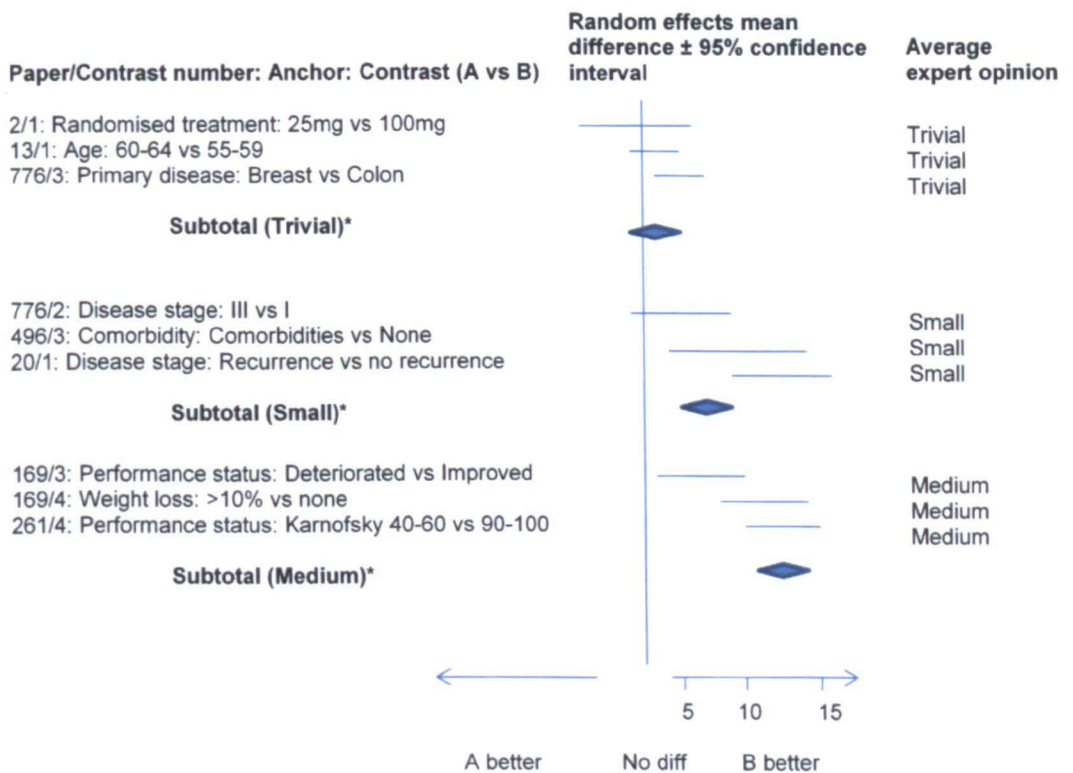 Random effects mean
difference ± 95% confidence
interval
Average
expert opinion
Paper/Contrast number: Anchor: Contrast (A vs B)
2/1: Randomised treatment: 25mg vs 100mg
Trivial
13/1: Age: 60-64 vs 55-59
Trivial
776/3: Primary disease: Breast vs Colon
Trivial
Subtotal (Trivial)*
776/2: Disease stage: III vs I
Small
496/3: Comorbidity: Comorbidities vs None
Small
20/1: Disease stage: Recurrence vs no recurrence
Small
Subtotal (Small)*
169/3: Performance status: Deteriorated vs Improved
Medium
169/4: Weight loss: >10% vs none
Medium
261/4: Performance status: Karnofsky 40-60 vs 90-100
Medium
Subtotal (Medium)*
5 10 15
A better No diff B better